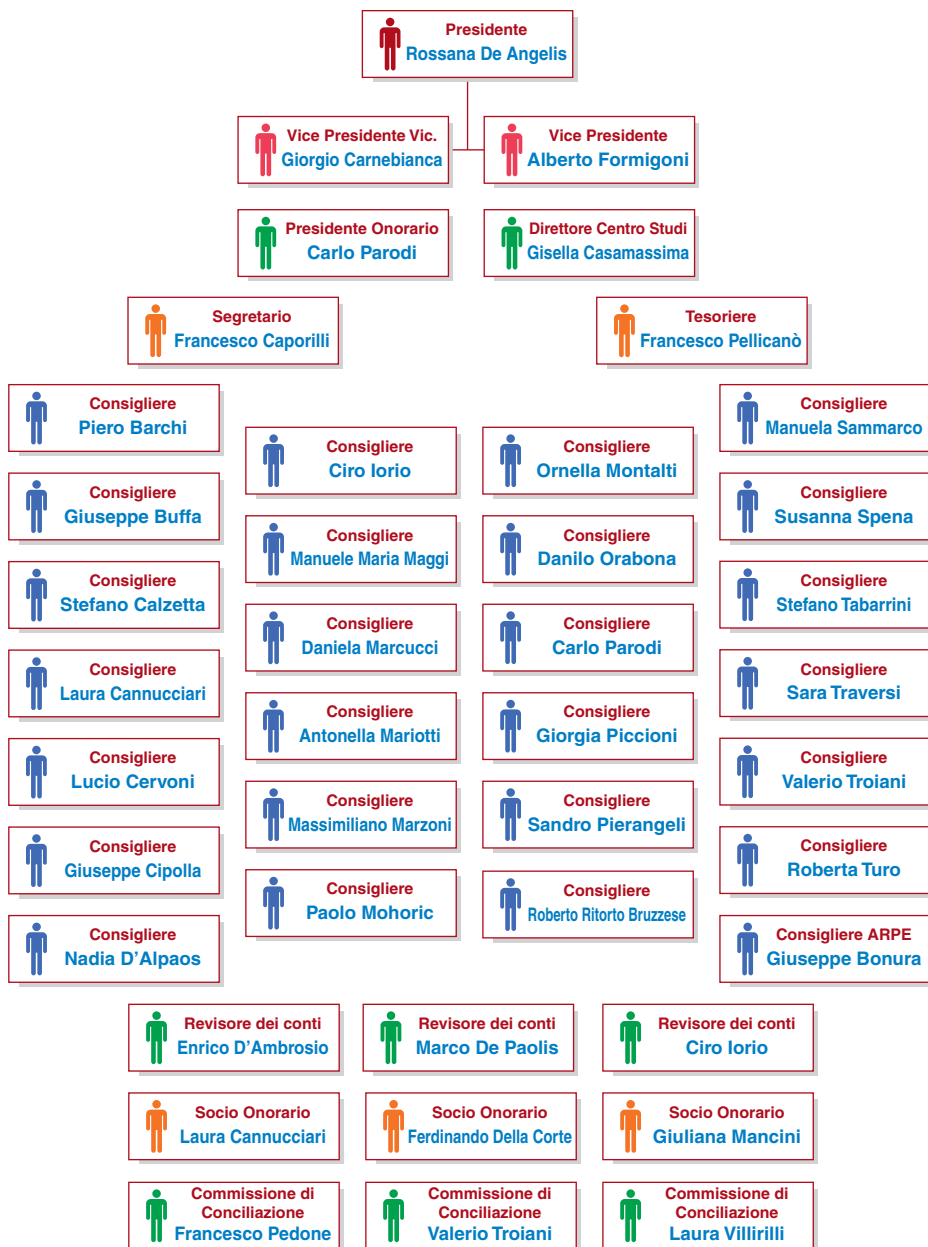 Presidente
Rossana De Angelis
Vice Presidente Vic.
Giorgio Carnebianca
Vice Presidente
Alberto Formigoni
Presidente Onorario
Carlo Parodi
Direttore Centro Studi
Gisella Casamassima
Segretario
Francesco Caporilli
Tesoriere
Francesco Pellicanò
Consigliere
Piero Barchi
Consigliere
Giuseppe Buffa
Consigliere
Stefano Calzetta
Consigliere
Laura Cannucciari
Consigliere
Lucio Cervoni
Consigliere
Giuseppe Cipolla
Consigliere
Nadia D'Alpaos
Consigliere
Ciro Iorio
Consigliere
Manuele Maria Maggi
Consigliere
Daniela Marcucci
Consigliere
Antonella Mariotti
Consigliere
Massimiliano Marzoni
Consigliere
Paolo Mohoric
Consigliere
Ornella Montalti
Consigliere
Danilo Orabona
Consigliere
Carlo Parodi
Consigliere
Giorgia Piccioni
Consigliere
Sandro Pierangeli
Consigliere
Roberto Ritorto Bruzzese
Consigliere
Manuela Sammarco
Consigliere
Susanna Spena
Consigliere
Stefano Tabarrini
Consigliere
Sara Traversi
Consigliere
Valerio Troiani
Consigliere
Roberta Turo
Consigliere ARPE
Giuseppe Bonura
Revisore dei conti
Enrico D'Ambrosio
Revisore dei conti
Marco De Paolis
Revisore dei conti
Ciro Iorio
Socio Onorario
Laura Cannucciari
Socio Onorario
Ferdinando Della Corte
Socio Onorario
Giuliana Mancini
Commissione di
Conciliazione
Francesco Pedone
Commissione di
Conciliazione
Valerio Troiani
Commissione di
Conciliazione
Laura Villirilli